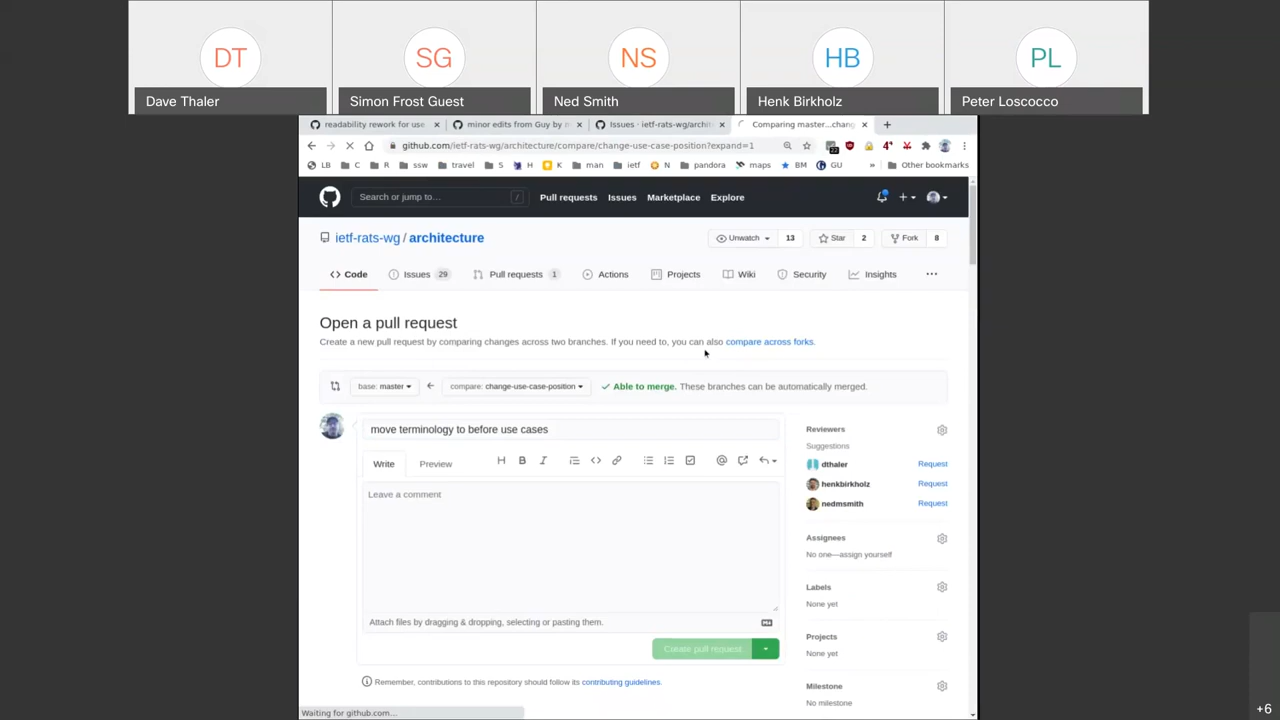 DT SG NS HB PL
Dave Thaler Simon Frost Guest Ned Smith Henk Birkholz Peter Loscocco
readability rework for use × minor edits from Guy by × Issues · ietf-rats-wg/archite × Comparing master...chang × +
github.com/ietf-rats-wg/architecture/compare/change-use-case-position?expand=1
LB C R ssw travel S H K man ietf N pandora maps BM GU » Other bookmarks
Search or jump to... / Pull requests Issues Marketplace Explore
ietf-rats-wg / architecture Unwatch 13 Star 2 Fork 8
Code Issues 29 Pull requests 1 Actions Projects Wiki Security Insights
Open a pull request
Create a new pull request by comparing changes across two branches. If you need to, you can also compare across forks.
base: master compare: change-use-case-position Able to merge. These branches can be automatically merged.
move terminology to before use cases
Write Preview
Leave a comment
Attach files by dragging & dropping, selecting or pasting them.
Create pull request
Remember, contributions to this repository should follow its contributing guidelines.
Reviewers
Suggestions
dthaler Request
henkbirkholz Request
nedmsmith Request
Assignees
No one—assign yourself
Labels
None yet
Projects
None yet
Milestone
No milestone
Waiting for github.com...
+6